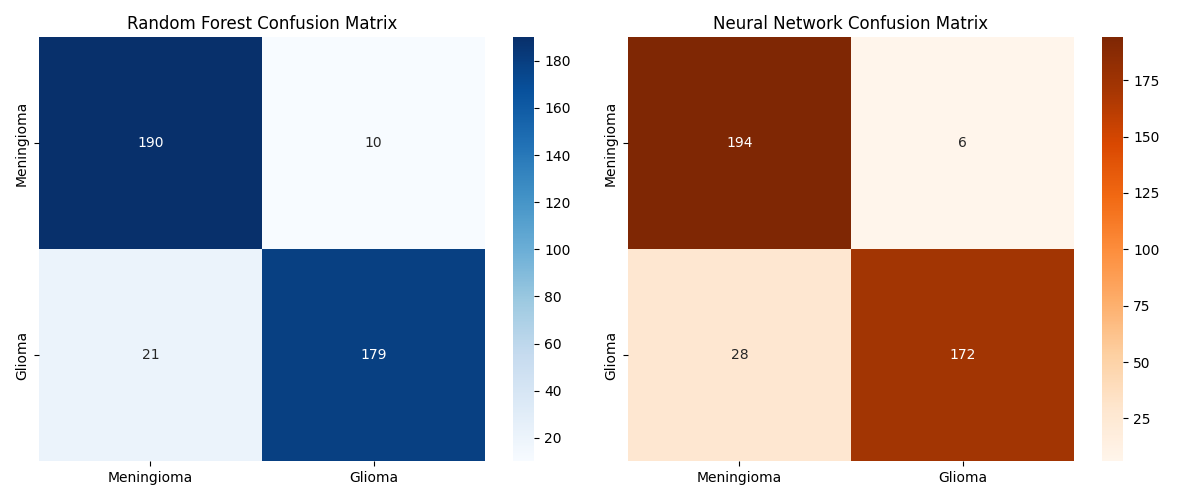 Random Forest Confusion Matrix
Meningioma
Glioma
190
10
21
179
Meningioma
Glioma
180
160
140
120
100
80
60
40
20
Neural Network Confusion Matrix
Meningioma
Glioma
194
6
28
172
Meningioma
Glioma
175
150
125
100
75
50
25